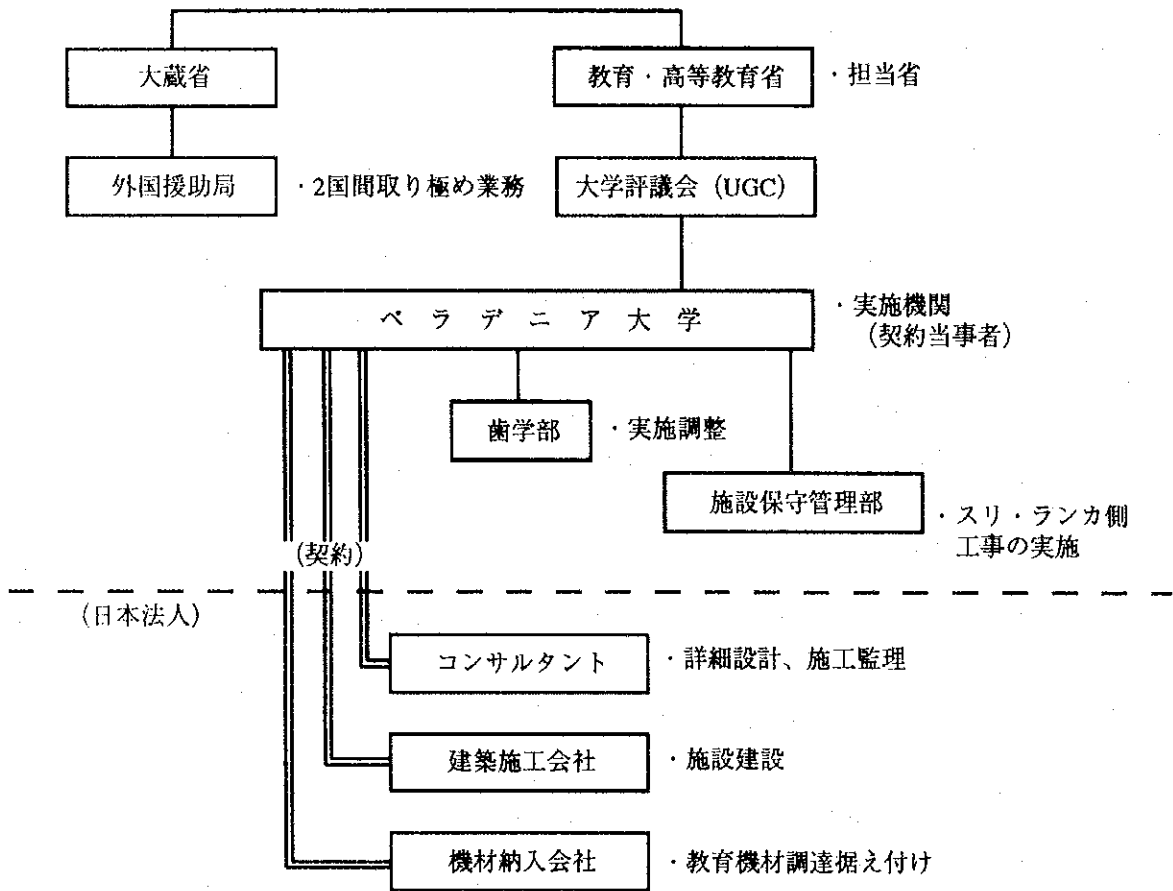 大蔵省
教育・高等教育省
・担当省
外国援助局
・2国間取り極め業務
大学評議会 (UGC)
ペラデニア大学
・実施機関
(契約当事者)
歯学部
・実施調整
施設保守管理部
・スリ・ランカ側
工事の実施
(契約)
(日本法人)
コンサルタント
・詳細設計、施工監理
建築施工会社
・施設建設
機材納入会社
・教育機材調達据え付け